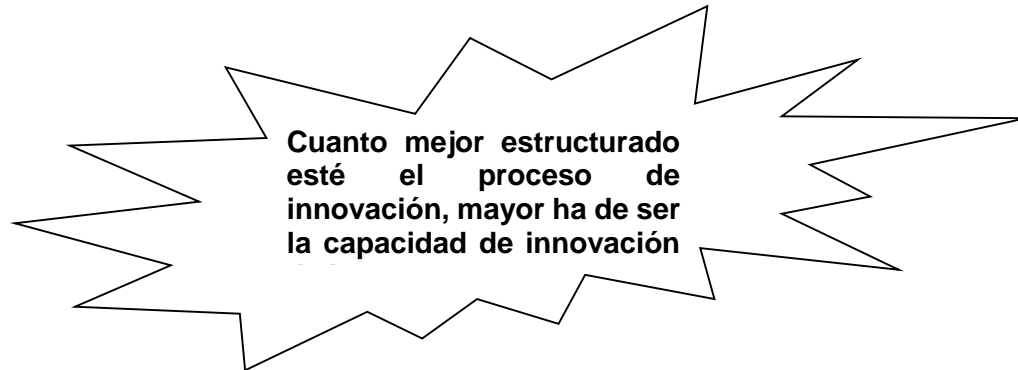 Cuanto mejor estructurado
esté el proceso de
innovación, mayor ha de ser
la capacidad de innovación